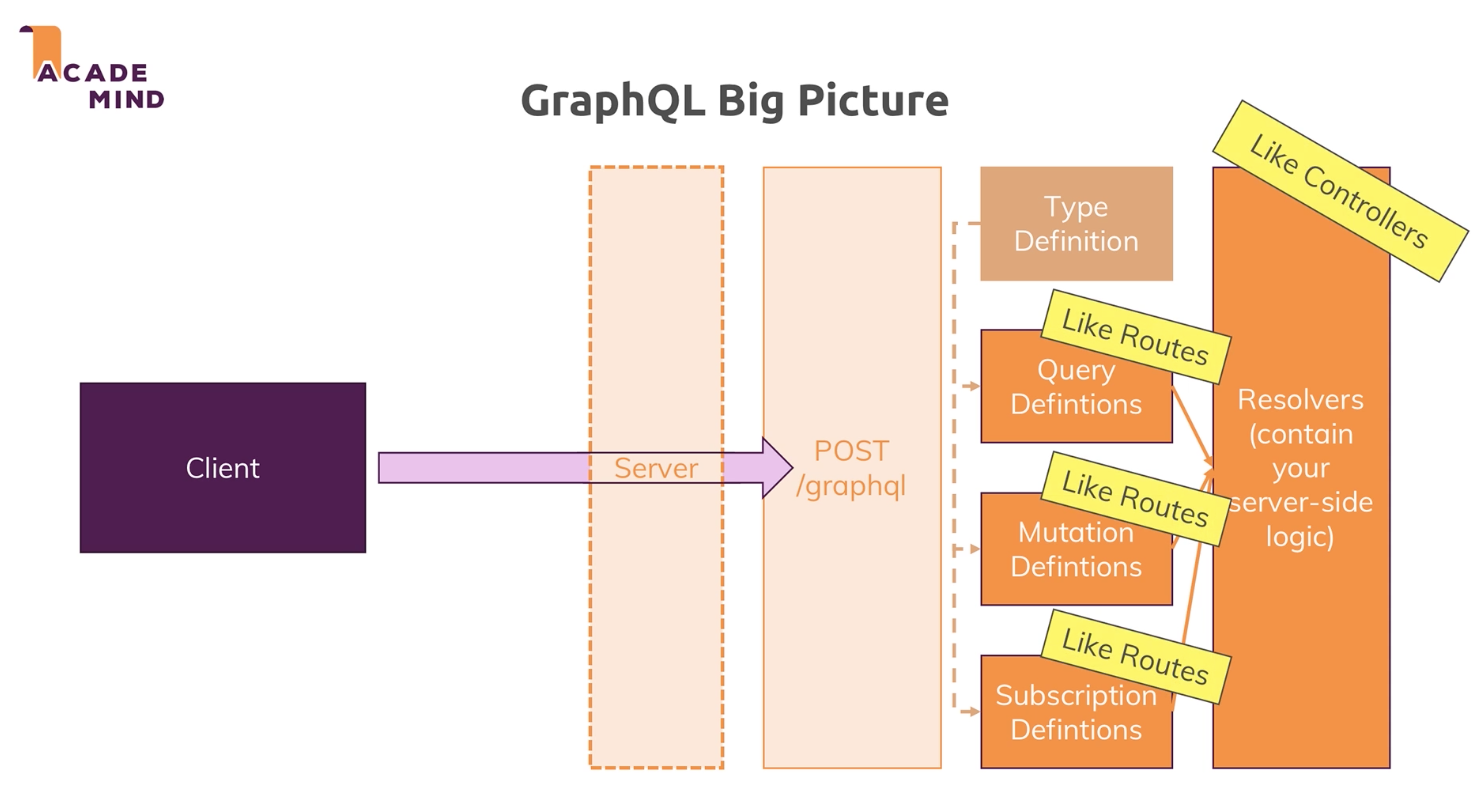 ACADE
MIND
GraphQL Big Picture
Client
Server
POST
/graphql
Type
Definition
Like Routes
Query
Defintions
Like Routes
Mutation
Defintions
Like Routes
Subscription
Defintions
Like Controllers
Resolvers
(contain
your
server-side
logic)